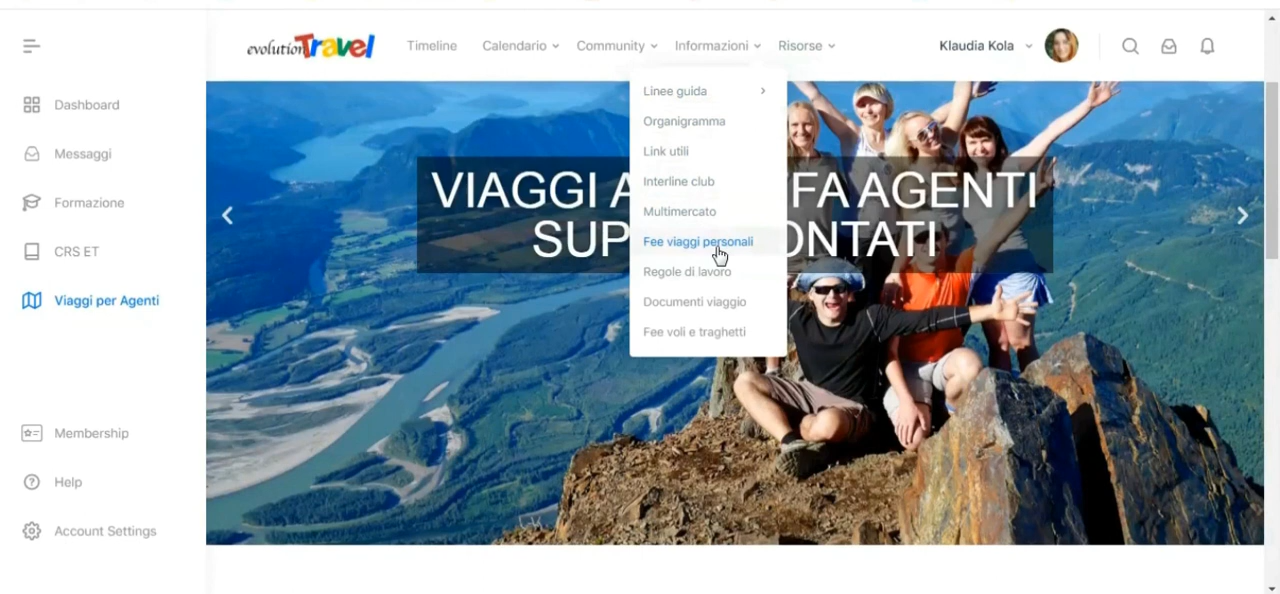 evolution Travel
Timeline
Calendario
Community
Informazioni
Risorse
Klaudia Kola
Dashboard
Messaggi
Formazione
CRS ET
Viaggi per Agenti
Membership
Help
Account Settings
Linee guida
Organigramma
Link utili
Interline club
Multimercato
Fee viaggi personali
Regole di lavoro
Documenti viaggio
Fee voli e traghetti
VIAGGI A FA AGENTI
SUP ONTATI